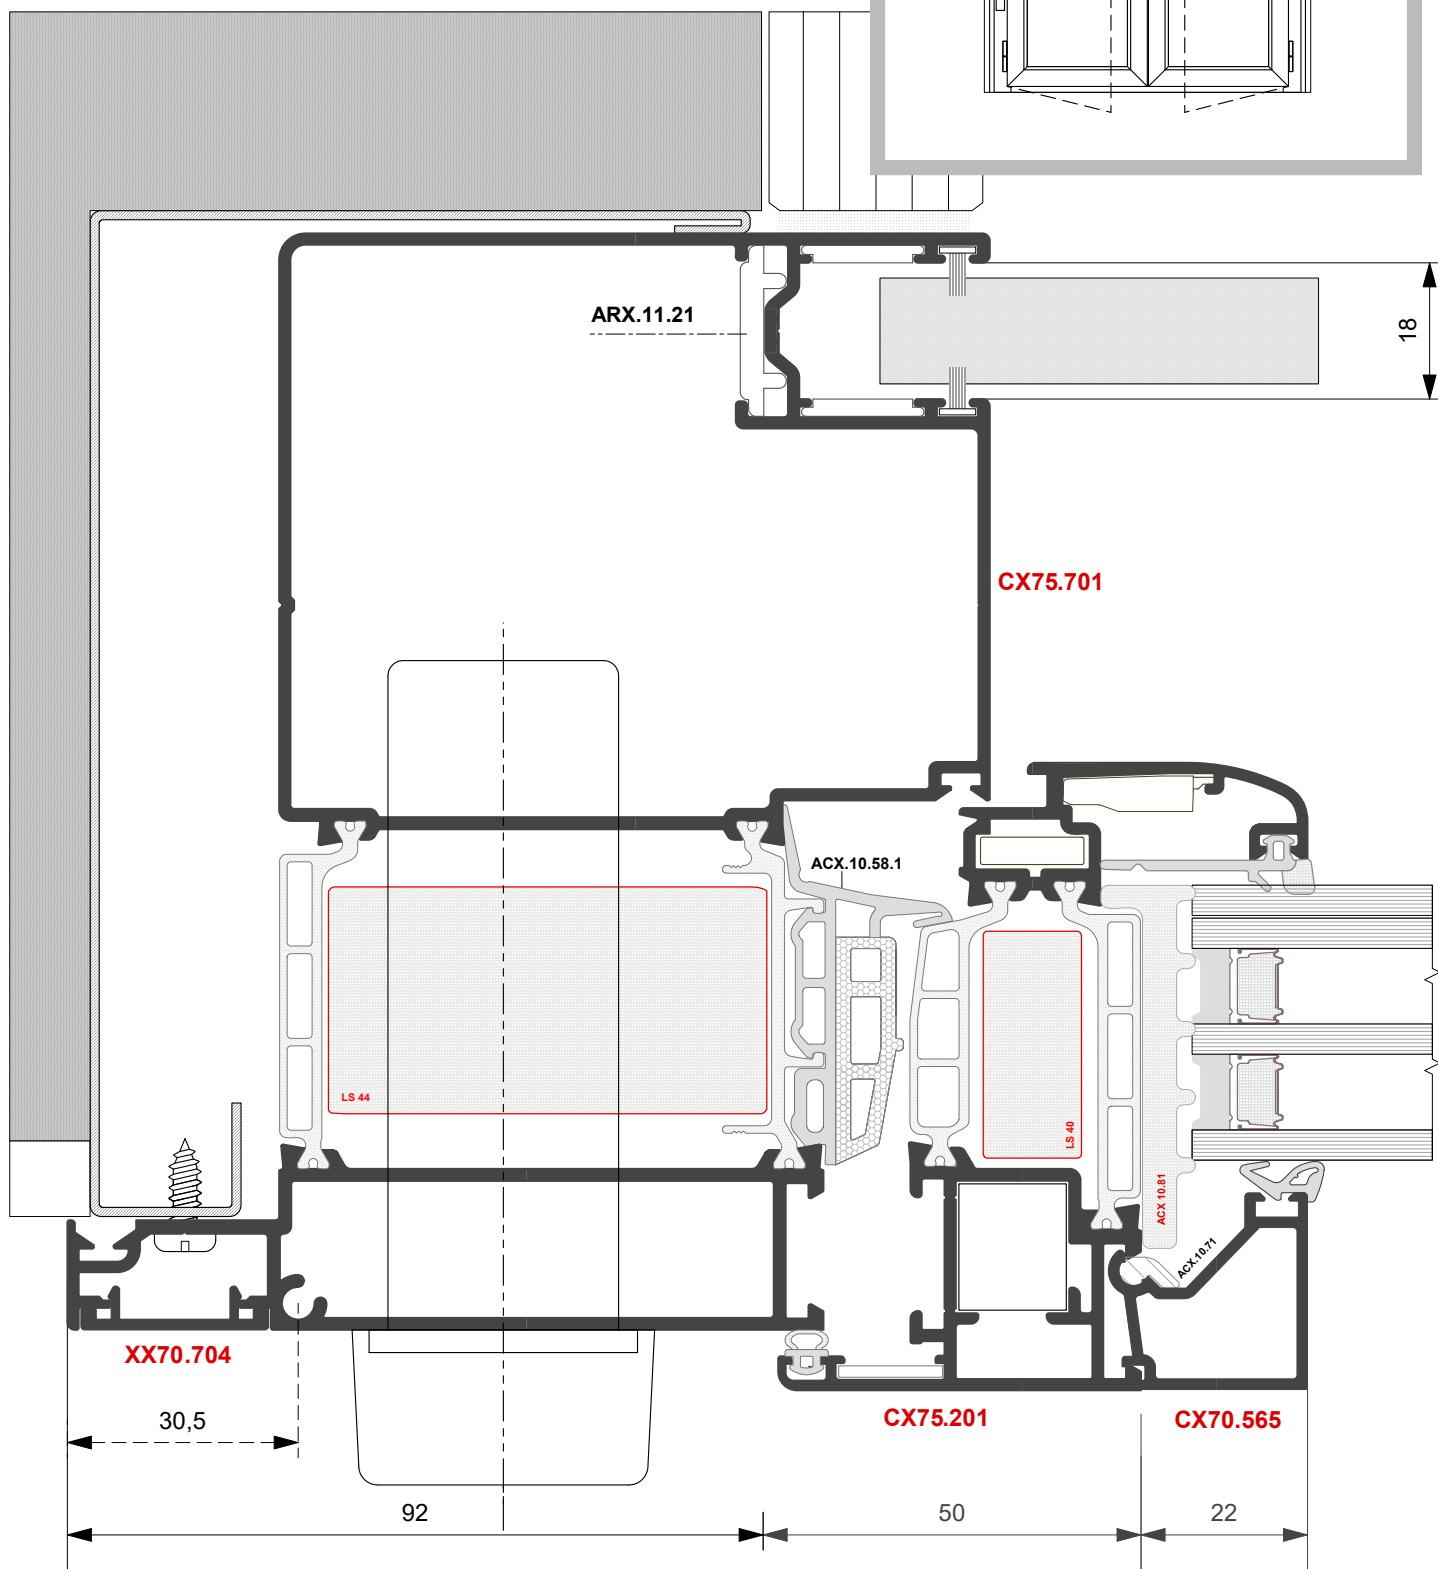 ARX.11.21
18
CX75.701
ACX.10.58.1
LS 44
LS 40
ACX 10.81
ACX.10.71
XX70.704
CX75.201
CX70.565
30,5
92
50
22